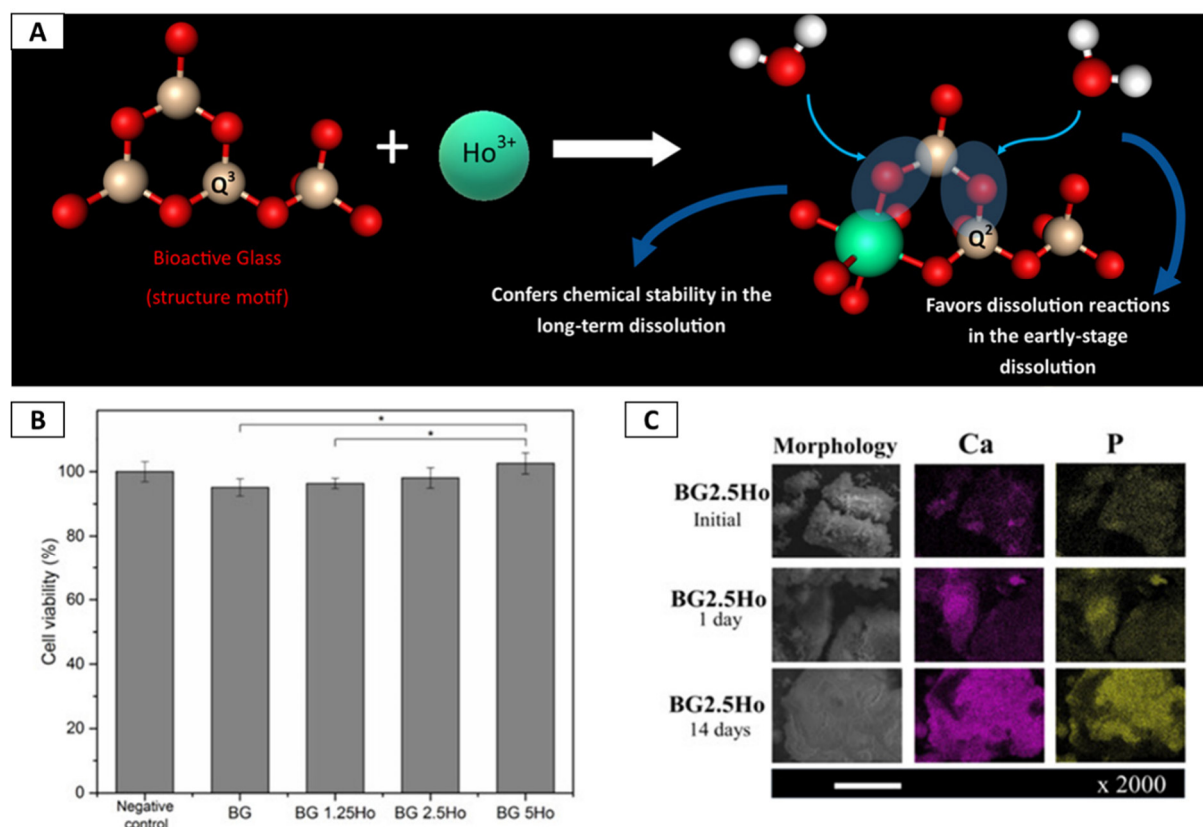 A
Q3
+
Ho3+
Bioactive Glass
(structure motif)
Confers chemical stability in the
long-term dissolution
Q2
Favors dissolution reactions
in the eartly-stage
dissolution
B
Cell viability (%)
100
80
60
40
20
0
*
*
Negative
control
BG
BG 1.25Ho
BG 2.5Ho
BG 5Ho
C
Morphology
Ca
P
BG2.5Ho
Initial
BG2.5Ho
1 day
BG2.5Ho
14 days
x 2000